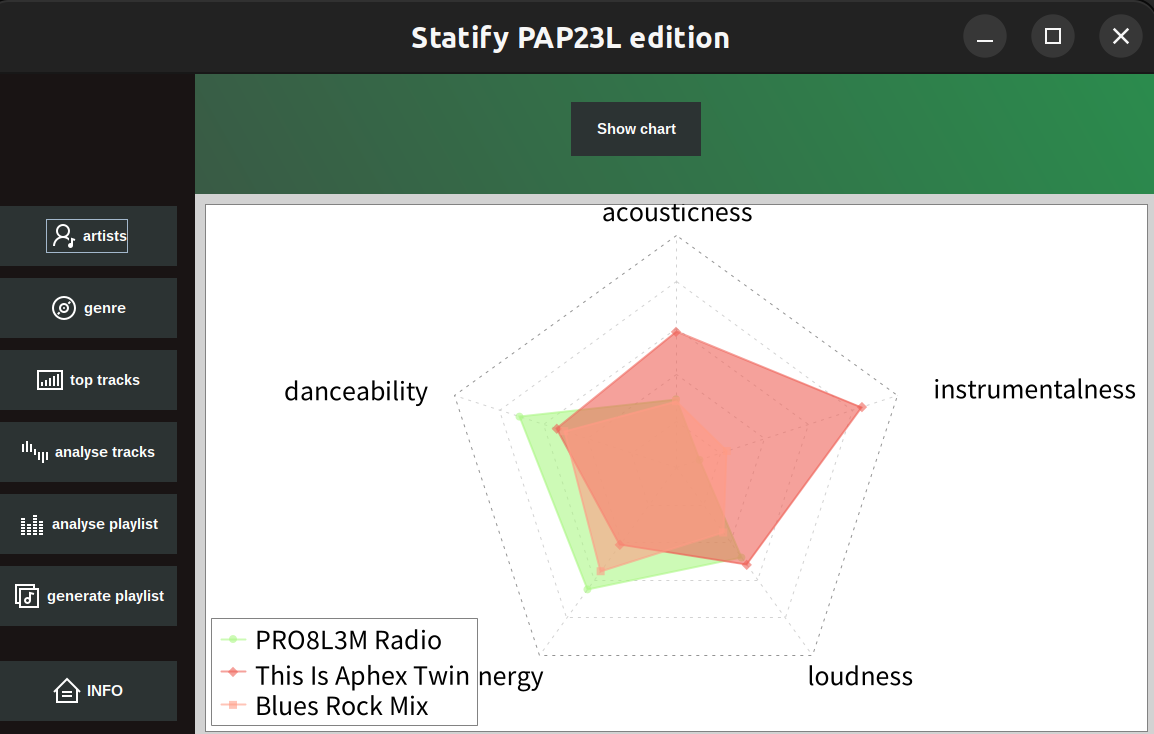 Statify PAP23L edition
Show chart
artists
genre
top tracks
analyse tracks
analyse playlist
generate playlist
INFO
acousticness
danceability
instrumentalness
loudness
nergy
PRO8L3M Radio
This Is Aphex Twin
Blues Rock Mix